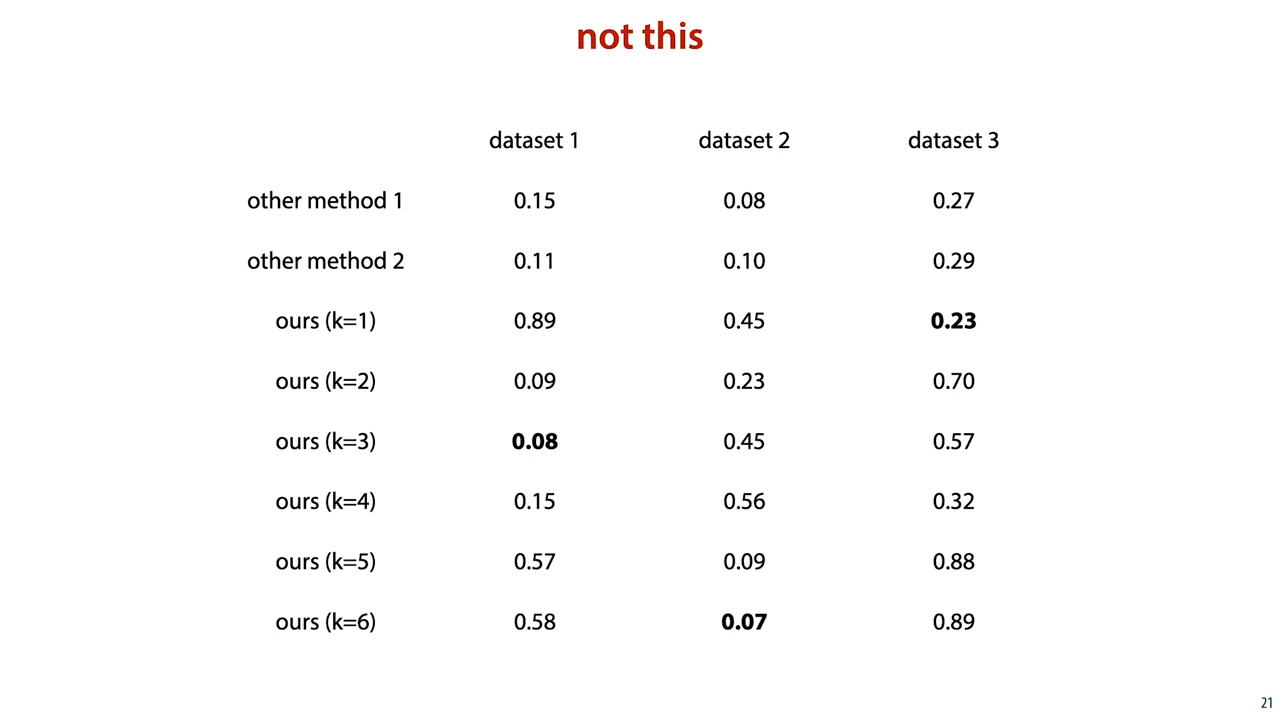 not this
dataset 1 dataset 2 dataset 3
other method 1 0.15 0.08 0.27
other method 2 0.11 0.10 0.29
ours (k=1) 0.89 0.45 0.23
ours (k=2) 0.09 0.23 0.70
ours (k=3) 0.08 0.45 0.57
ours (k=4) 0.15 0.56 0.32
ours (k=5) 0.57 0.09 0.88
ours (k=6) 0.58 0.07 0.89
21